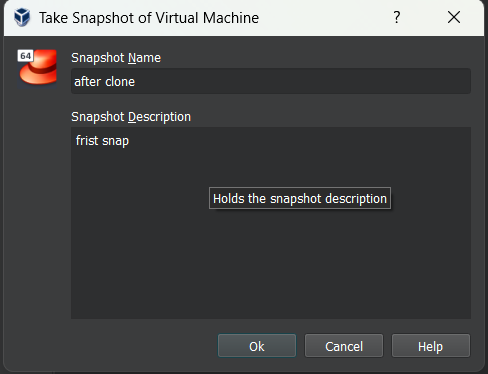 Take Snapshot of Virtual Machine
?
64
Snapshot Name
after clone
Snapshot Description
frist snap
Holds the snapshot description
Ok Cancel Help